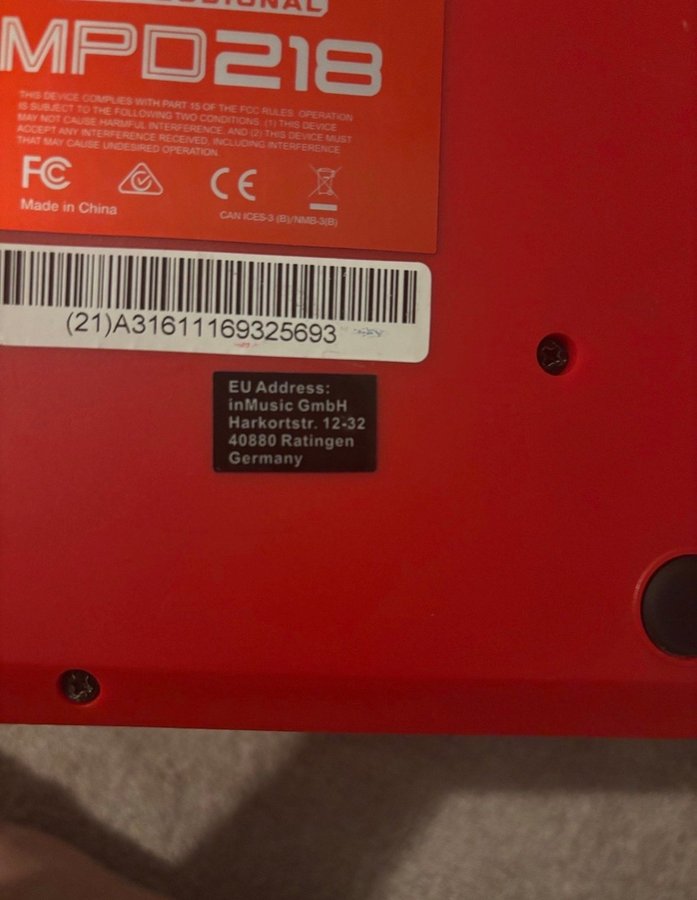 MPD218
THIS DEVICE COMPLIES WITH PART 15 OF THE FCC RULES. OPERATION
IS SUBJECT TO THE FOLLOWING TWO CONDITIONS: (1) THIS DEVICE
MAY NOT CAUSE HARMFUL INTERFERENCE, AND (2) THIS DEVICE MUST
ACCEPT ANY INTERFERENCE RECEIVED, INCLUDING INTERFERENCE
THAT MAY CAUSE UNDESIRED OPERATION.
FC CE
Made in China
CAN ICES-3 (B)/NMB-3(B)
(21)A31611169325693
EU Address:
inMusic GmbH
Harkortstr. 12-32
40880 Ratingen
Germany